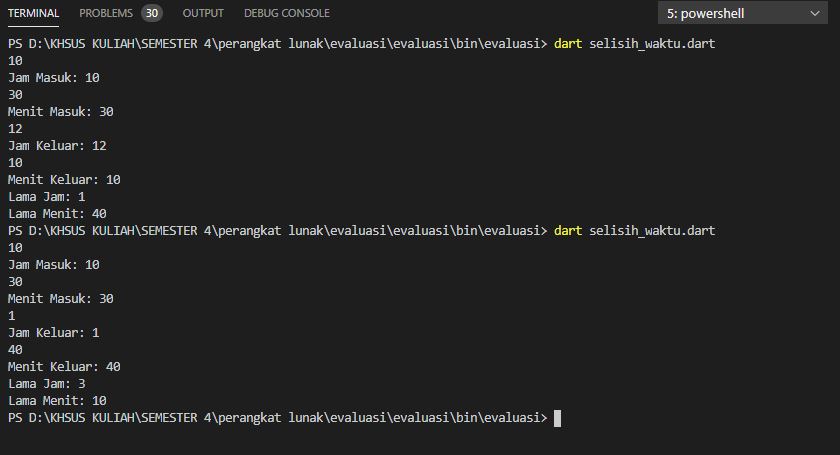 TERMINAL PROBLEMS 30 OUTPUT DEBUG CONSOLE 5: powershell
PS D:\KHSUS KULIAH\SEMESTER 4\perangkat lunak\evaluasi\evaluasi\bin\evaluasi> dart selisih_waktu.dart
10
Jam Masuk: 10
30
Menit Masuk: 30
12
Jam Keluar: 12
10
Menit Keluar: 10
Lama Jam: 1
Lama Menit: 40
PS D:\KHSUS KULIAH\SEMESTER 4\perangkat lunak\evaluasi\evaluasi\bin\evaluasi> dart selisih_waktu.dart
10
Jam Masuk: 10
30
Menit Masuk: 30
1
Jam Keluar: 1
40
Menit Keluar: 40
Lama Jam: 3
Lama Menit: 10
PS D:\KHSUS KULIAH\SEMESTER 4\perangkat lunak\evaluasi\evaluasi\bin\evaluasi>